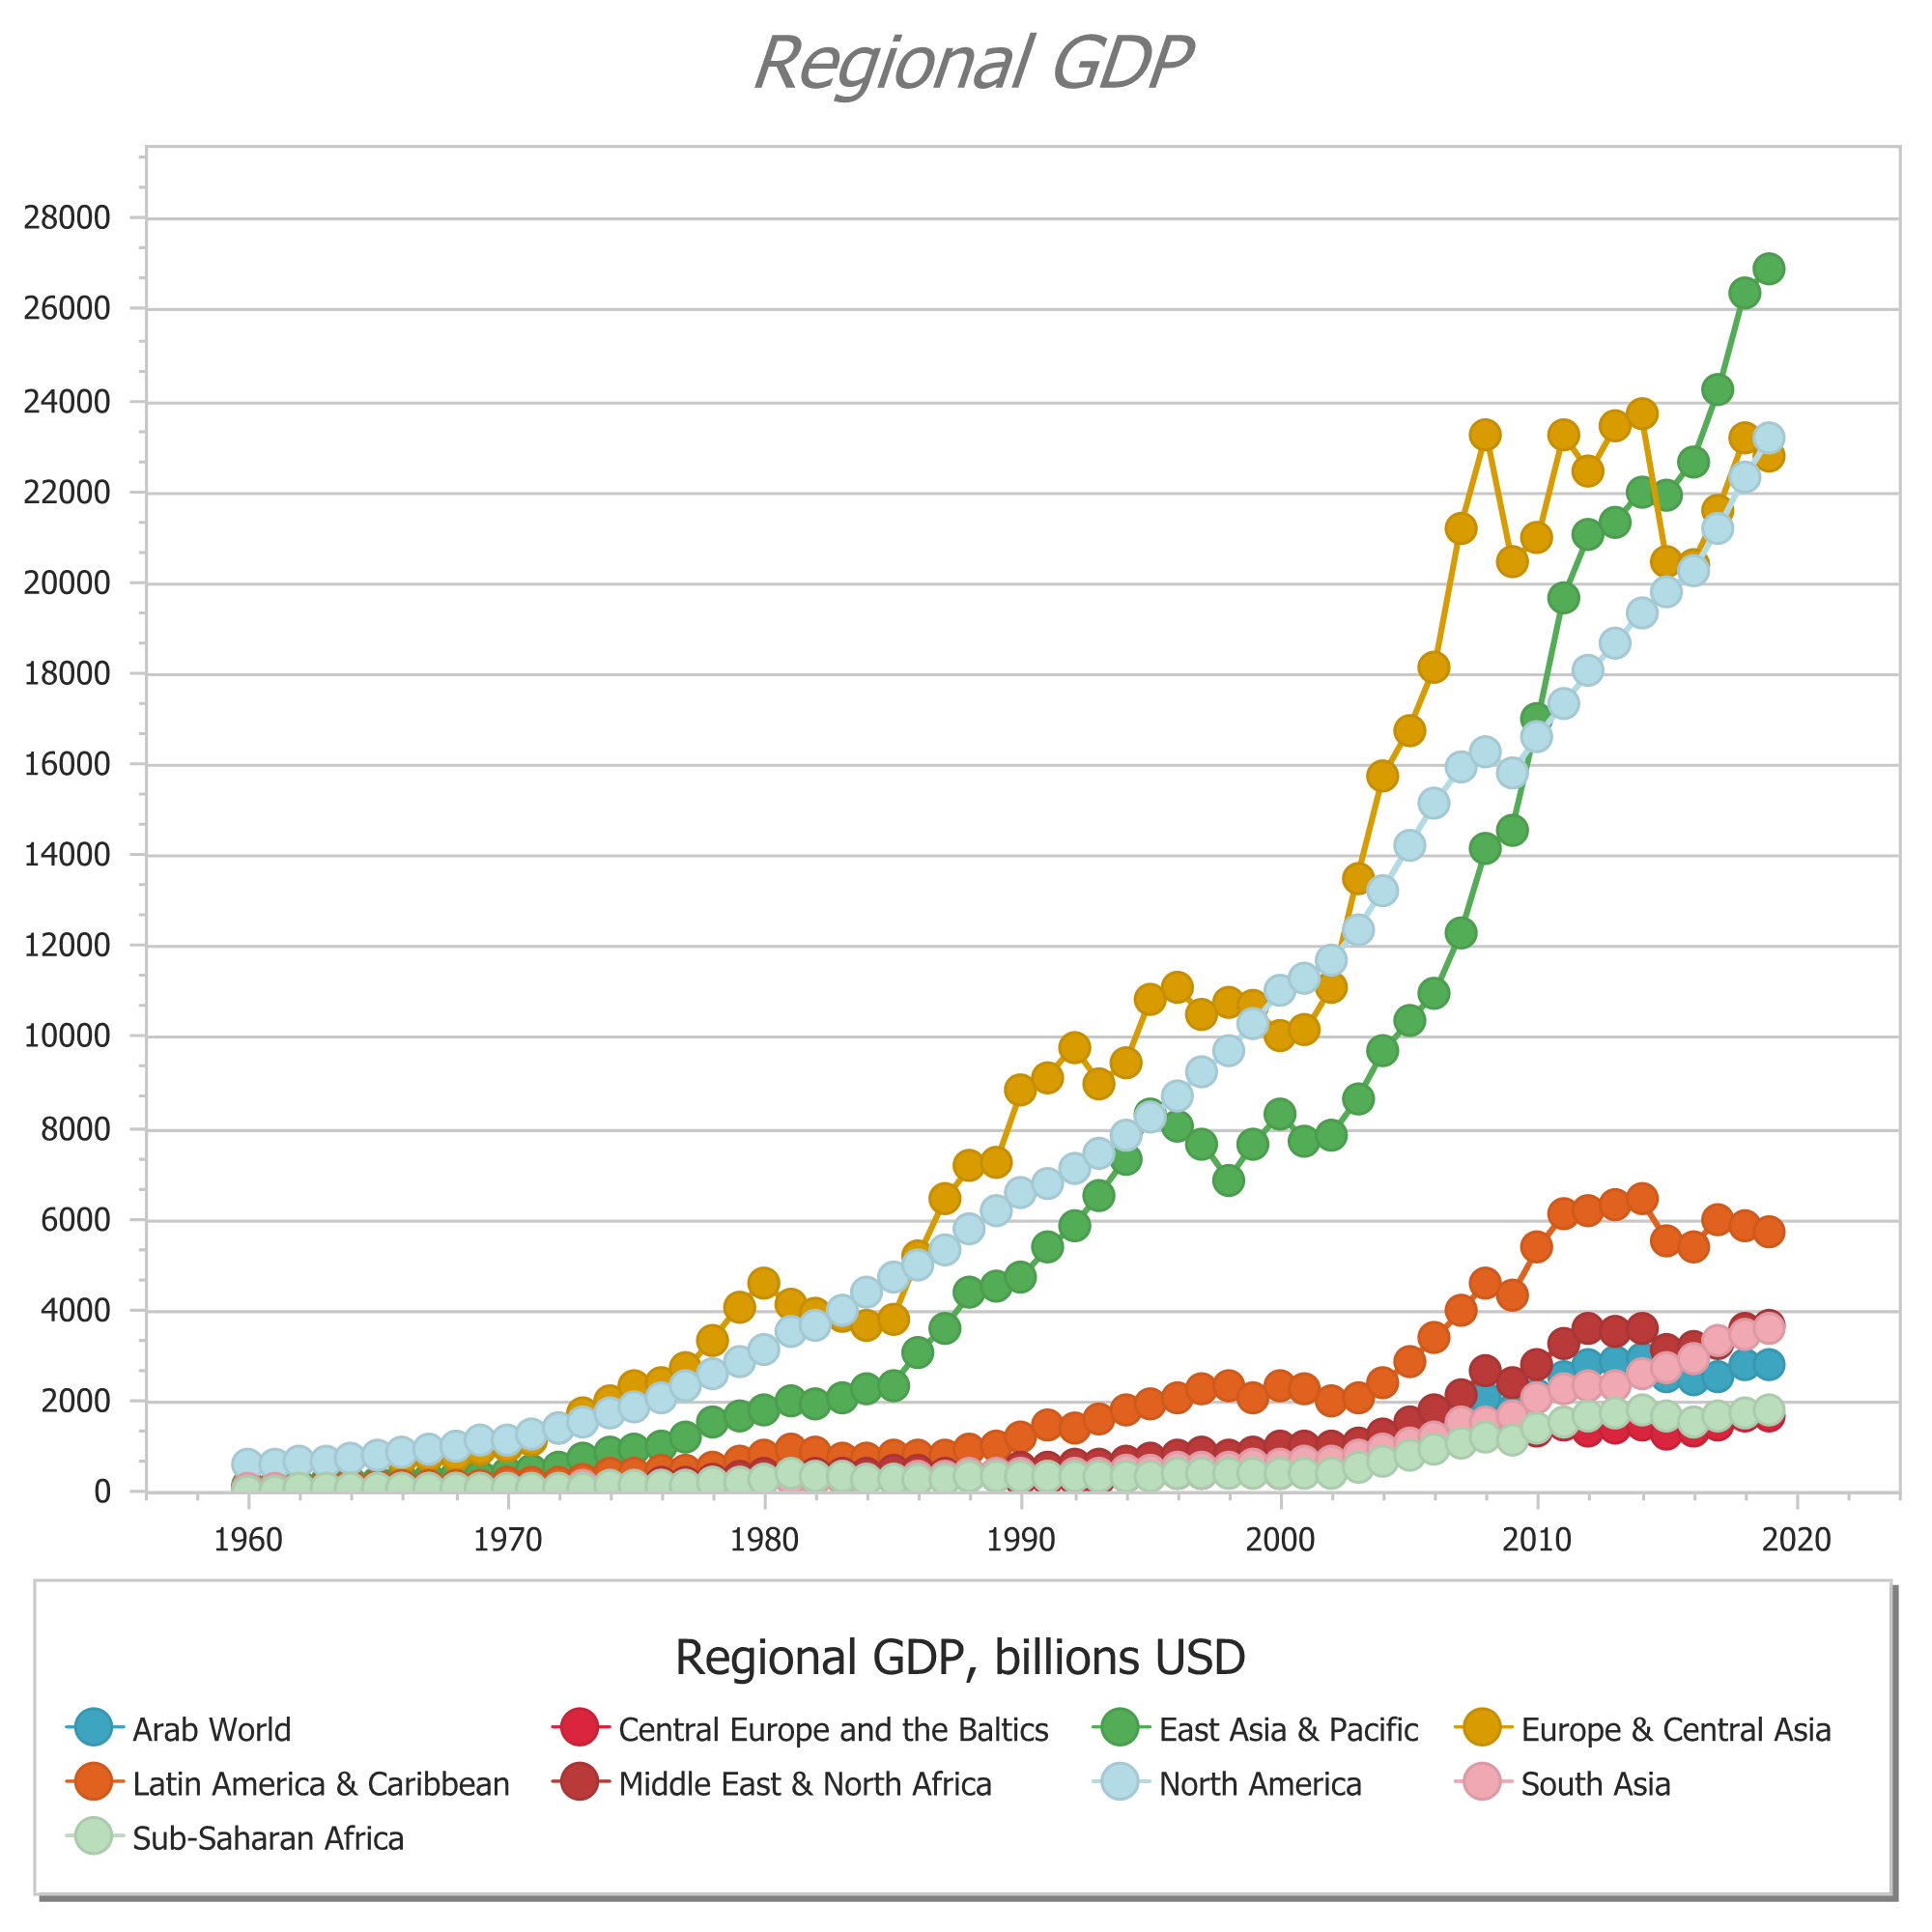 Regional GDP
28000
26000
24000
22000
20000
18000
16000
14000
12000
10000
8000
6000
4000
2000
0
1960 1970 1980 1990 2000 2010 2020
Regional GDP, billions USD
Arab World Central Europe and the Baltics East Asia & Pacific Europe & Central Asia
Latin America & Caribbean Middle East & North Africa North America South Asia
Sub-Saharan Africa